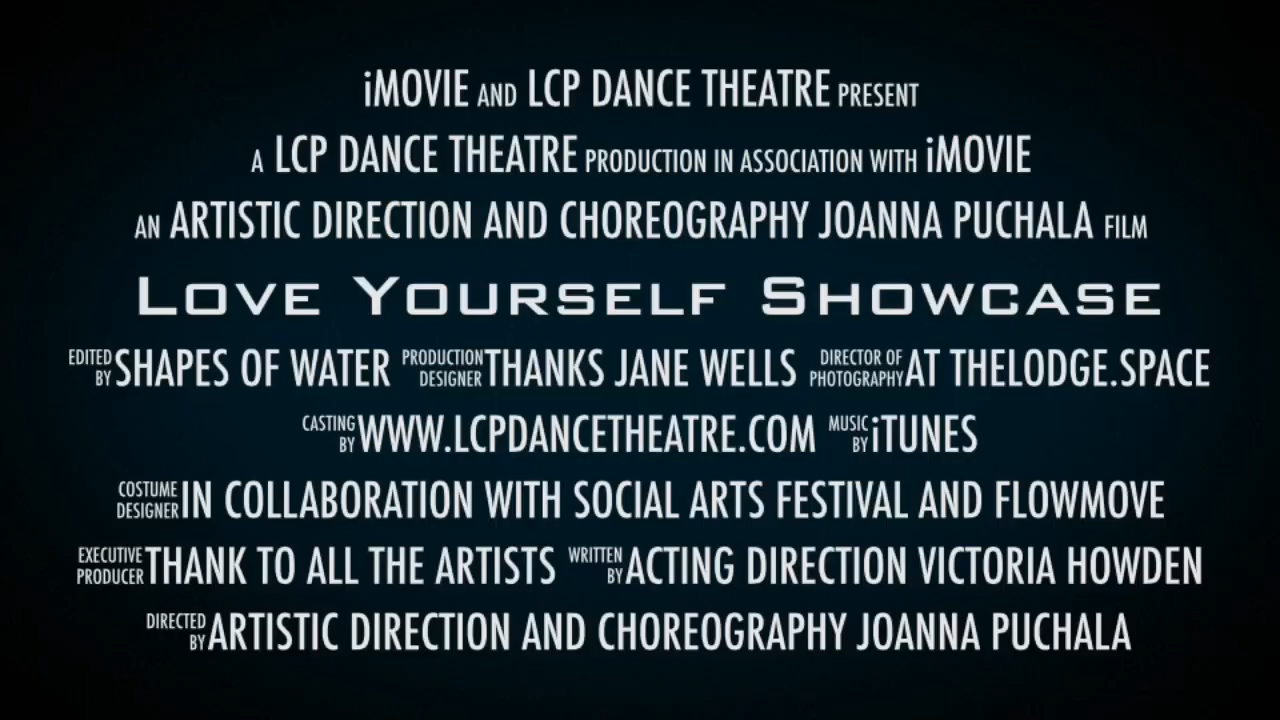 iMOVIE AND LCP DANCE THEATRE PRESENT
A LCP DANCE THEATRE PRODUCTION IN ASSOCIATION WITH iMOVIE
AN ARTISTIC DIRECTION AND CHOREOGRAPHY JOANNA PUCHALA FILM
LOVE YOURSELF SHOWCASE
EDITED BY SHAPES OF WATER PRODUCTION DESIGNER THANKS JANE WELLS DIRECTOR OF PHOTOGRAPHY AT THELODGE.SPACE
CASTING BY WWW.LCPDANCETHEATRE.COM MUSIC BY iTUNES
COSTUME DESIGNER IN COLLABORATION WITH SOCIAL ARTS FESTIVAL AND FLOWMOVE
EXECUTIVE PRODUCER THANK TO ALL THE ARTISTS WRITTEN BY ACTING DIRECTION VICTORIA HOWDEN
DIRECTED BY ARTISTIC DIRECTION AND CHOREOGRAPHY JOANNA PUCHALA